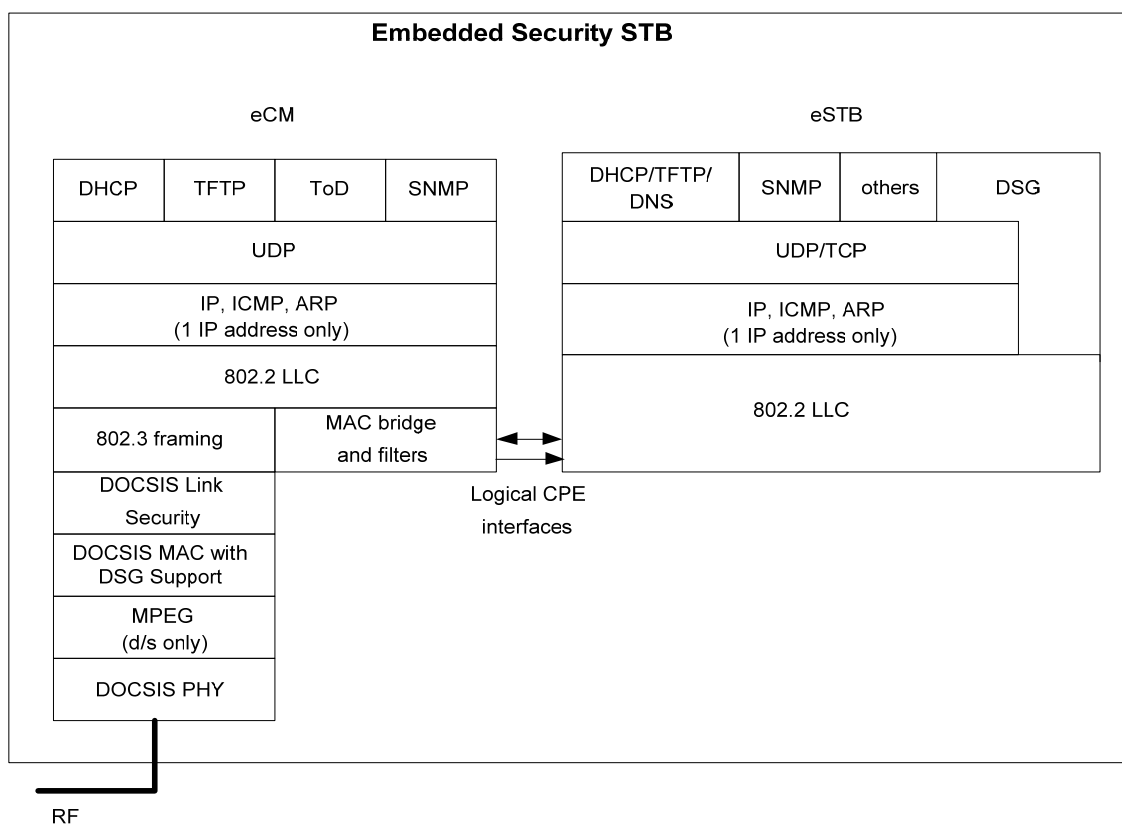 Embedded Security STB
eCM
eSTB
DHCP
TFTP
ToD
SNMP
UDP
IP, ICMP, ARP
(1 IP address only)
802.2 LLC
802.3 framing
MAC bridge
and filters
DOCSIS Link
Security
DOCSIS MAC with
DSG Support
MPEG
(d/s only)
DOCSIS PHY
RF
Logical CPE
interfaces
DHCP/TFTP/
DNS
SNMP
others
DSG
UDP/TCP
IP, ICMP, ARP
(1 IP address only)
802.2 LLC